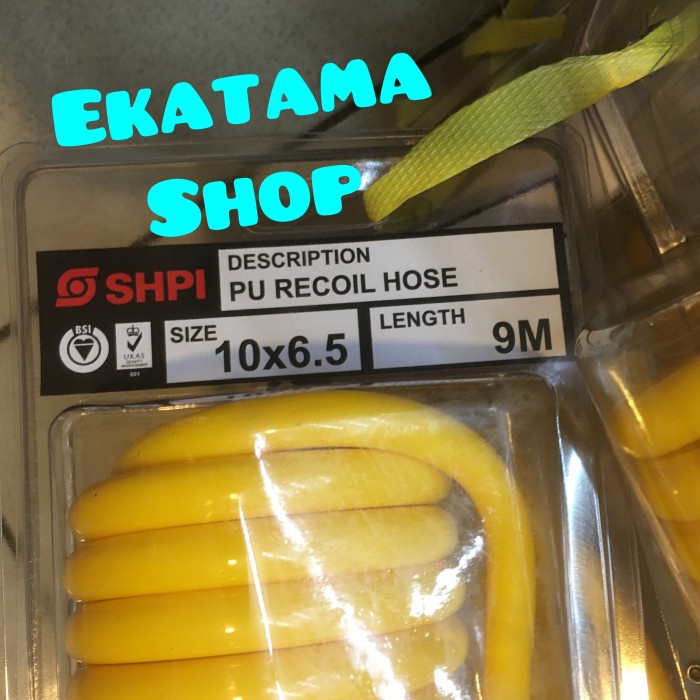 EKATAMA
SHOP
SHPI
DESCRIPTION
PU RECOIL HOSE
BSI
UKAS
SIZE
10x6.5
LENGTH
9M